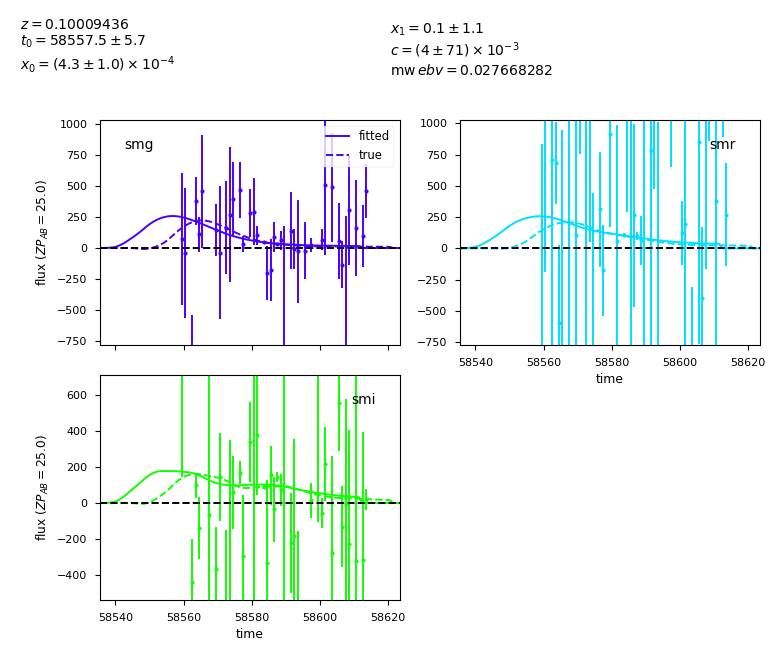 z = 0.10009436
t₀ = 58557.5 ± 5.7
x₀ = (4.3 ± 1.0) × 10⁻⁴
x₁ = 0.1 ± 1.1
c = (4 ± 71) × 10⁻³
mw ebv = 0.027668282
smg
fitted
true
1000
750
500
250
0
−250
−500
−750
flux (ZP_AB = 25.0)
smr
1000
750
500
250
0
−250
−500
−750
58540 58560 58580 58600 58620
time
smi
600
400
200
0
−200
−400
flux (ZP_AB = 25.0)
58540 58560 58580 58600 58620
time